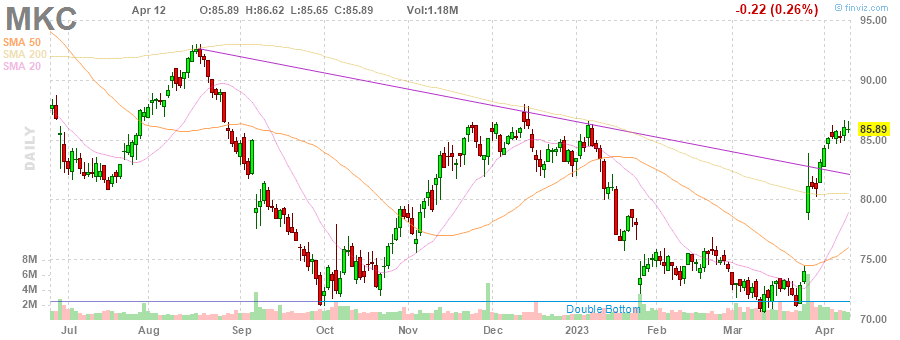 MKC Apr 12 O:85.89 H:86.62 L:85.65 C:85.89 Vol:1.18M -0.22 (0.26%) © finviz.com
SMA 50
SMA 200
SMA 20
DAILY
95.00
90.00
85.89
85.00
80.00
75.00
70.00
8M
6M
4M
2M
Double Bottom
Jul Aug Sep Oct Nov Dec 2023 Feb Mar Apr